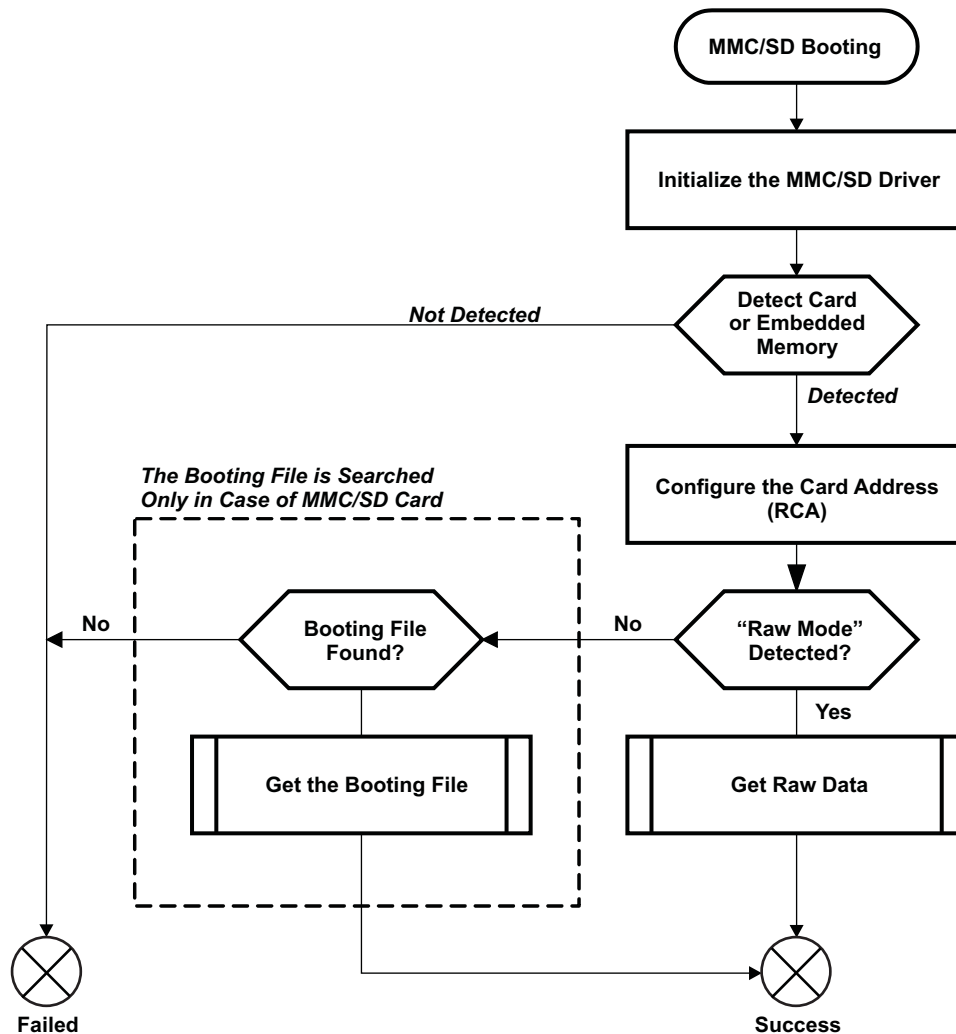 MMC/SD Booting
Initialize the MMC/SD Driver
Detect Card
or Embedded
Memory
Not Detected
Detected
The Booting File is Searched
Only in Case of MMC/SD Card
Configure the Card Address
(RCA)
No
Booting File
Found?
No
“Raw Mode”
Detected?
Yes
Get the Booting File
Get Raw Data
Failed
Success